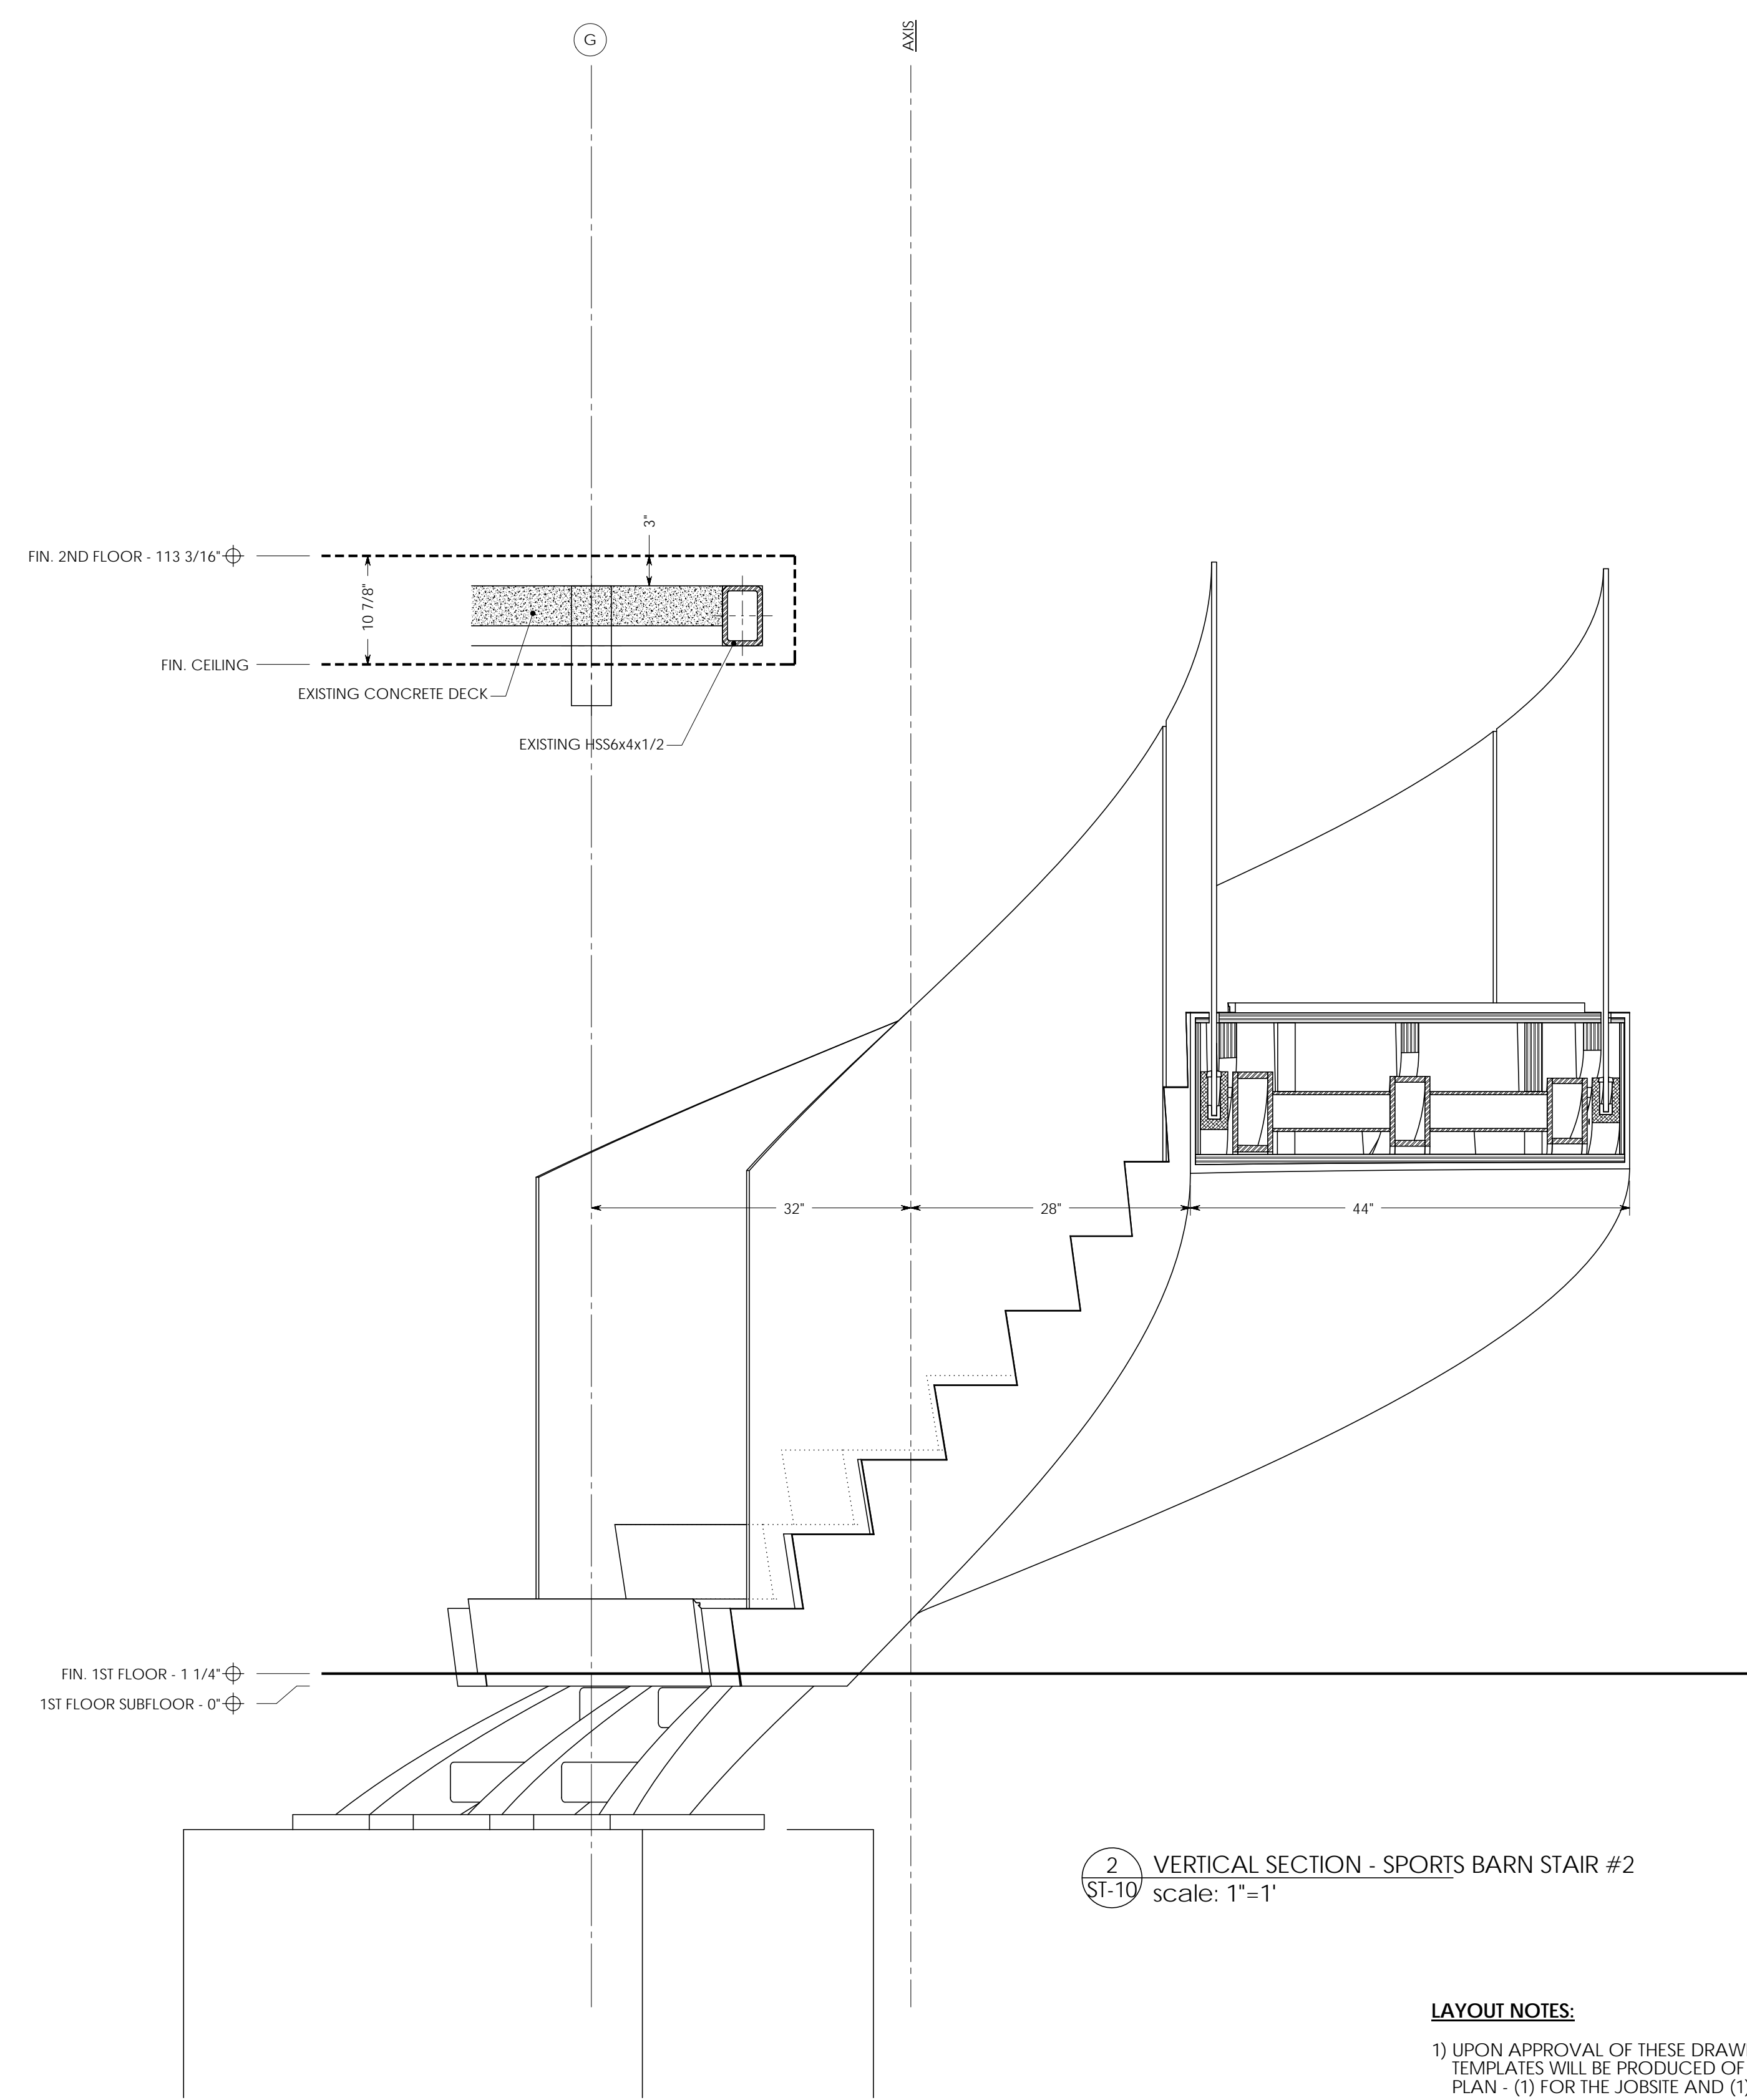 G
AXIS
3"
FIN. 2ND FLOOR - 113 3/16"
10 7/8"
FIN. CEILING
EXISTING CONCRETE DECK
EXISTING HSS6x4x1/2
32"
28"
44"
FIN. 1ST FLOOR - 1 1/4"
1ST FLOOR SUBFLOOR - 0"
2
ST-10
VERTICAL SECTION - SPORTS BARN STAIR #2
scale: 1"=1'
LAYOUT NOTES:
1) UPON APPROVAL OF THESE
TEMPLATES WILL BE PRODUCED OF
PLAN - (1) FOR THE JOBSITE AND (1)